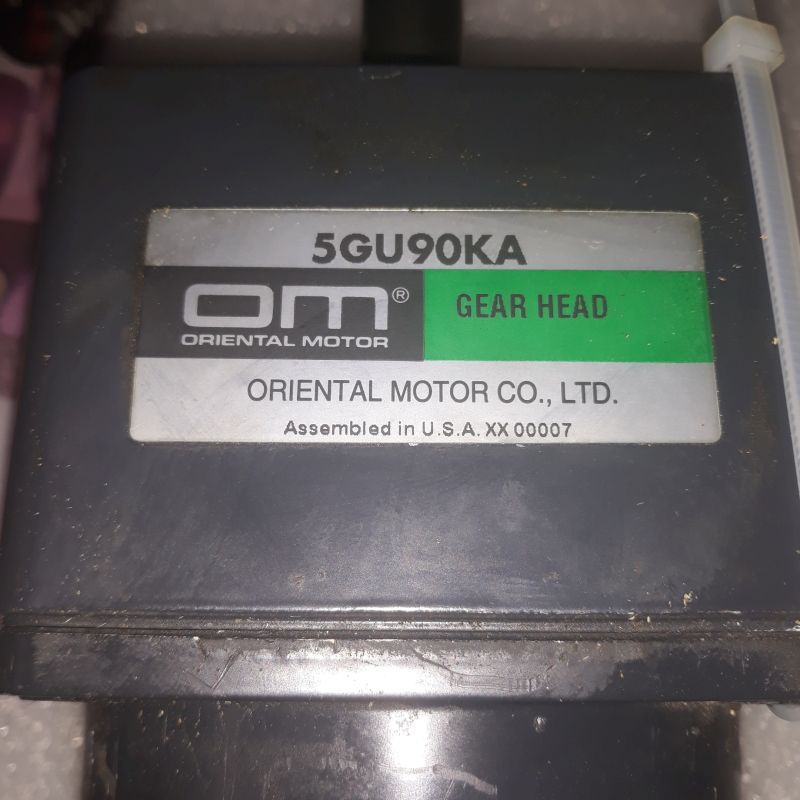 5GU90KA
OM®
ORIENTAL MOTOR
GEAR HEAD
ORIENTAL MOTOR CO., LTD.
Assembled in U.S.A. XX 00007